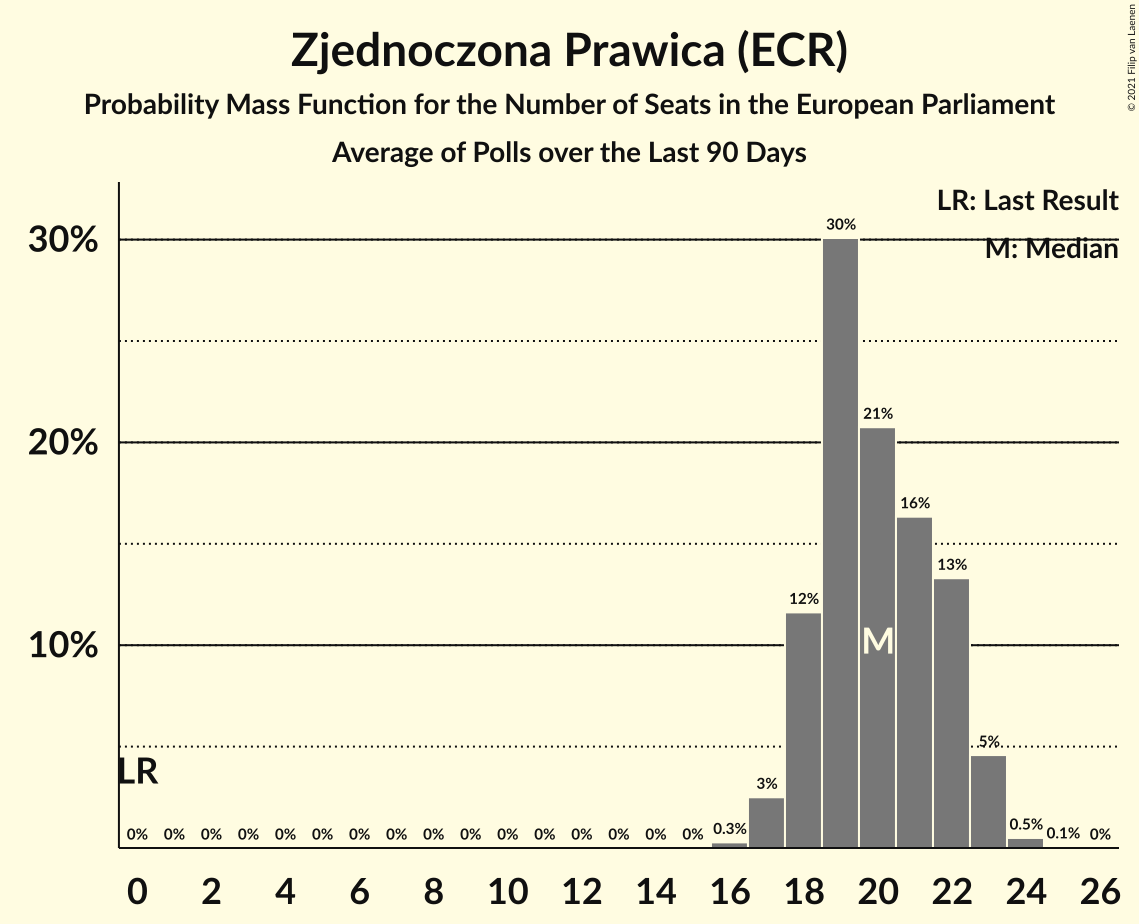 Zjednoczona Prawica (ECR)
Probability Mass Function for the Number of Seats in the European Parliament
Average of Polls over the Last 90 Days
© 2021 Filip van Laenen
LR: Last Result
M: Median
30%
20%
10%
30%
21%
16%
13%
12%
M
5%
LR
3%
0% 0% 0% 0% 0% 0% 0% 0% 0% 0% 0% 0% 0% 0% 0% 0% 0.3% 0.5% 0.1% 0%
0 2 4 6 8 10 12 14 16 18 20 22 24 26